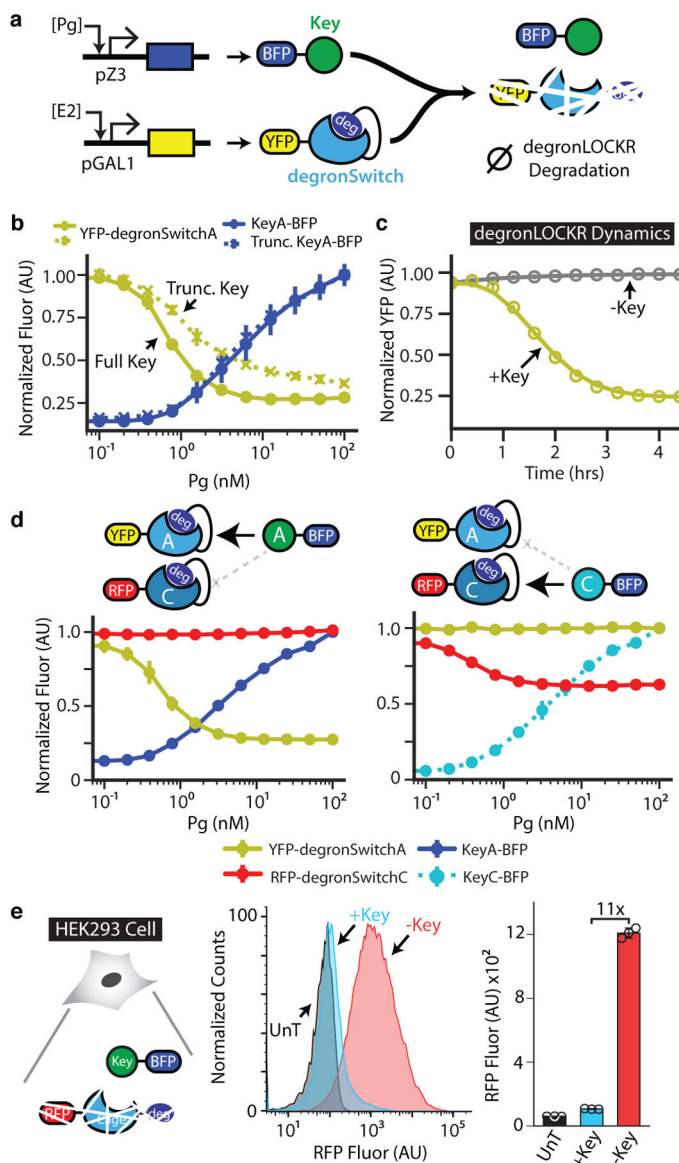 a
[Pg]
pZ3
BFP
Key
BFP
[E2]
pGAL1
YFP
deg
degronSwitch
YFP
degronLOCKR
Degradation
b
YFP-degronSwitchA
KeyA-BFP
Trunc. KeyA-BFP
Normalized Fluor (AU)
1.00
0.75
0.50
0.25
Trunc. Key
Full Key
10⁻¹ 10⁰ 10¹ 10²
Pg (nM)
c
degronLOCKR Dynamics
Normalized YFP (AU)
1.00
0.75
0.50
0.25
-Key
+Key
0 1 2 3 4
Time (hrs)
d
YFP deg A
A BFP
RFP deg C
YFP deg A
RFP deg C
C BFP
Normalized Fluor (AU)
1.0
0.5
0
10⁻¹ 10⁰ 10¹ 10²
Pg (nM)
1.0
0.5
0
10⁻¹ 10⁰ 10¹ 10²
Pg (nM)
YFP-degronSwitchA
KeyA-BFP
RFP-degronSwitchC
KeyC-BFP
e
HEK293 Cell
Key BFP
RFP Cage deg
Normalized Counts
100
80
60
40
20
0
+Key
-Key
UnT
10¹ 10³ 10⁵
RFP Fluor (AU)
RFP Fluor (AU) x10²
12
8
4
0
11x
UnT
+Key
-Key